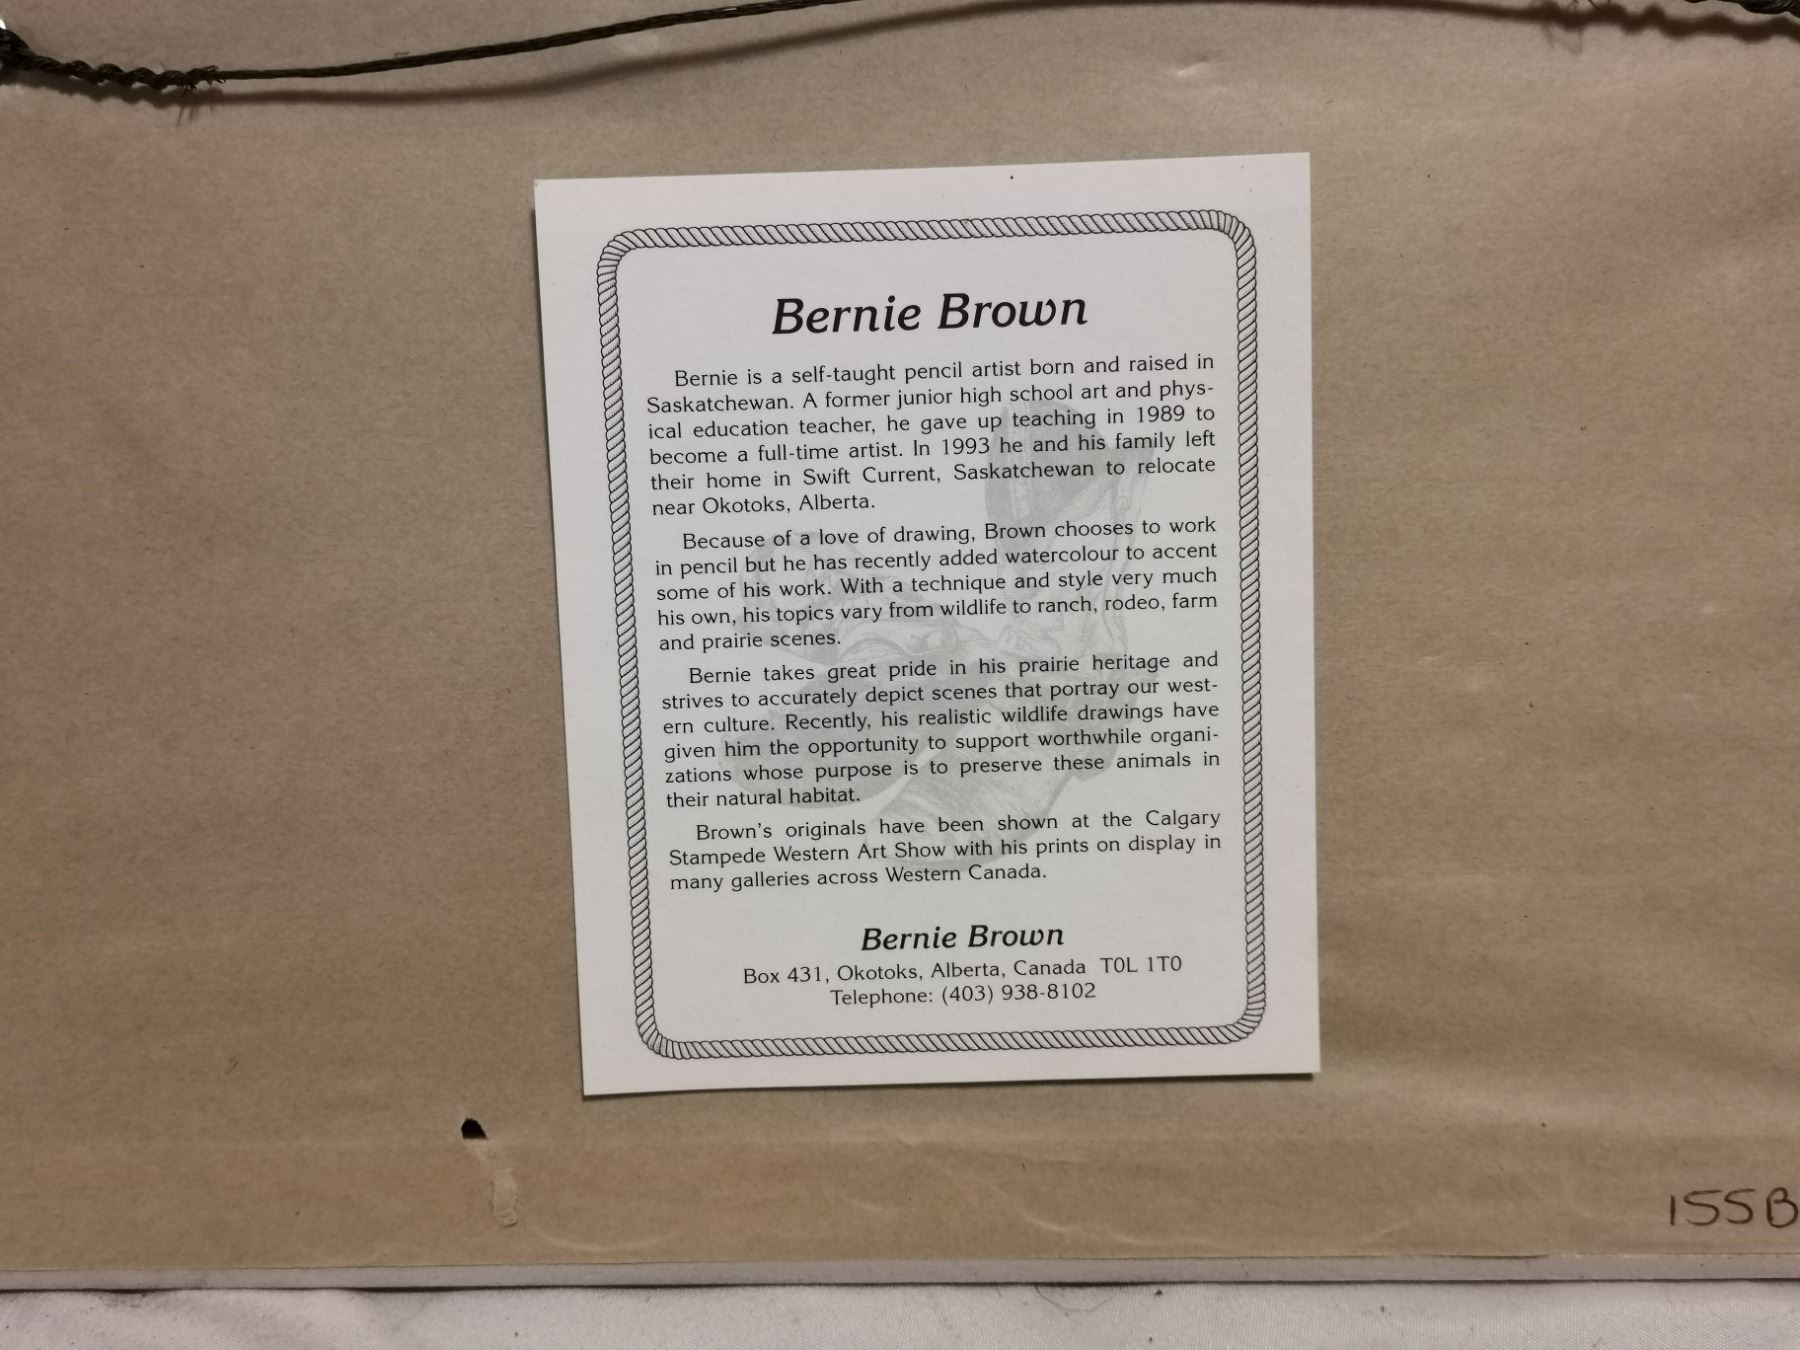 Bernie Brown
Bernie is a self-taught pencil artist born and raised in
Saskatchewan. A former junior high school art and phys-
ical education teacher, he gave up teaching in 1989 to
become a full-time artist. In 1993 he and his family left
their home in Swift Current, Saskatchewan to relocate
near Okotoks, Alberta.
Because of a love of drawing, Brown chooses to work
in pencil but he has recently added watercolour to accent
some of his work. With a technique and style very much
his own, his topics vary from wildlife to ranch, rodeo, farm
and prairie scenes.
Bernie takes great pride in his prairie heritage and
strives to accurately depict scenes that portray our west-
ern culture. Recently, his realistic wildlife drawings have
given him the opportunity to support worthwhile organi-
zations whose purpose is to preserve these animals in
their natural habitat.
Brown's originals have been shown at the Calgary
Stampede Western Art Show with his prints on display in
many galleries across Western Canada.
Bernie Brown
Box 431, Okotoks, Alberta, Canada T0L 1T0
Telephone: (403) 938-8102
155B